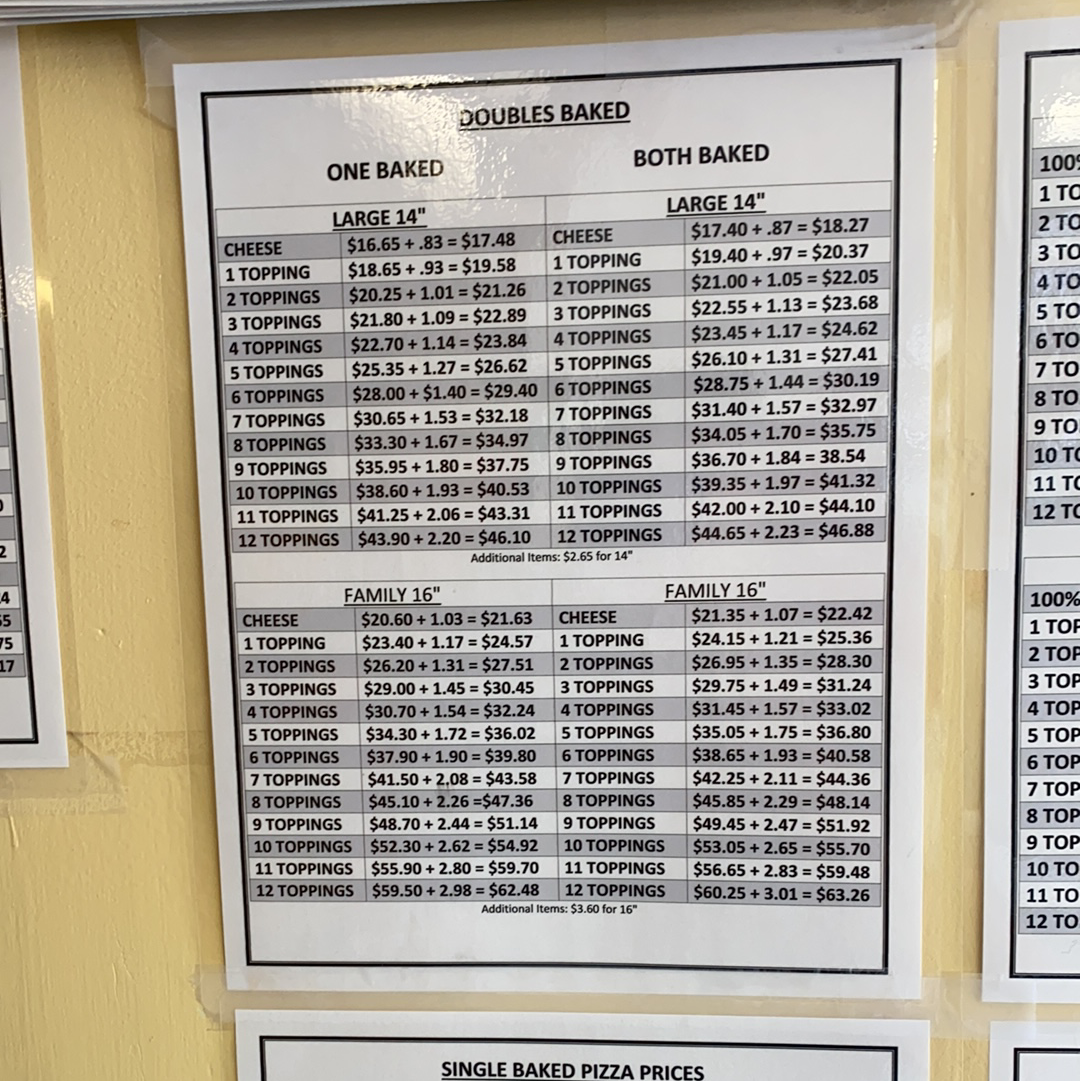 DOUBLES BAKED
ONE BAKED BOTH BAKED
LARGE 14" LARGE 14"
CHEESE $16.65 + .83 = $17.48 CHEESE $17.40 + .87 = $18.27
1 TOPPING $18.65 + .93 = $19.58 1 TOPPING $19.40 + .97 = $20.37
2 TOPPINGS $20.25 + 1.01 = $21.26 2 TOPPINGS $21.00 + 1.05 = $22.05
3 TOPPINGS $21.80 + 1.09 = $22.89 3 TOPPINGS $22.55 + 1.13 = $23.68
4 TOPPINGS $22.70 + 1.14 = $23.84 4 TOPPINGS $23.45 + 1.17 = $24.62
5 TOPPINGS $25.35 + 1.27 = $26.62 5 TOPPINGS $26.10 + 1.31 = $27.41
6 TOPPINGS $28.00 + $1.40 = $29.40 6 TOPPINGS $28.75 + 1.44 = $30.19
7 TOPPINGS $30.65 + 1.53 = $32.18 7 TOPPINGS $31.40 + 1.57 = $32.97
8 TOPPINGS $33.30 + 1.67 = $34.97 8 TOPPINGS $34.05 + 1.70 = $35.75
9 TOPPINGS $35.95 + 1.80 = $37.75 9 TOPPINGS $36.70 + 1.84 = 38.54
10 TOPPINGS $38.60 + 1.93 = $40.53 10 TOPPINGS $39.35 + 1.97 = $41.32
11 TOPPINGS $41.25 + 2.06 = $43.31 11 TOPPINGS $42.00 + 2.10 = $44.10
12 TOPPINGS $43.90 + 2.20 = $46.10 12 TOPPINGS $44.65 + 2.23 = $46.88
Additional Items: $2.65 for 14"
FAMILY 16" FAMILY 16"
CHEESE $20.60 + 1.03 = $21.63 CHEESE $21.35 + 1.07 = $22.42
1 TOPPING $23.40 + 1.17 = $24.57 1 TOPPING $24.15 + 1.21 = $25.36
2 TOPPINGS $26.20 + 1.31 = $27.51 2 TOPPINGS $26.95 + 1.35 = $28.30
3 TOPPINGS $29.00 + 1.45 = $30.45 3 TOPPINGS $29.75 + 1.49 = $31.24
4 TOPPINGS $30.70 + 1.54 = $32.24 4 TOPPINGS $31.45 + 1.57 = $33.02
5 TOPPINGS $34.30 + 1.72 = $36.02 5 TOPPINGS $35.05 + 1.75 = $36.80
6 TOPPINGS $37.90 + 1.90 = $39.80 6 TOPPINGS $38.65 + 1.93 = $40.58
7 TOPPINGS $41.50 + 2.08 = $43.58 7 TOPPINGS $42.25 + 2.11 = $44.36
8 TOPPINGS $45.10 + 2.26 =$47.36 8 TOPPINGS $45.85 + 2.29 = $48.14
9 TOPPINGS $48.70 + 2.44 = $51.14 9 TOPPINGS $49.45 + 2.47 = $51.92
10 TOPPINGS $52.30 + 2.62 = $54.92 10 TOPPINGS $53.05 + 2.65 = $55.70
11 TOPPINGS $55.90 + 2.80 = $59.70 11 TOPPINGS $56.65 + 2.83 = $59.48
12 TOPPINGS $59.50 + 2.98 = $62.48 12 TOPPINGS $60.25 + 3.01 = $63.26
Additional Items: $3.60 for 16"
SINGLE BAKED PIZZA PRICES